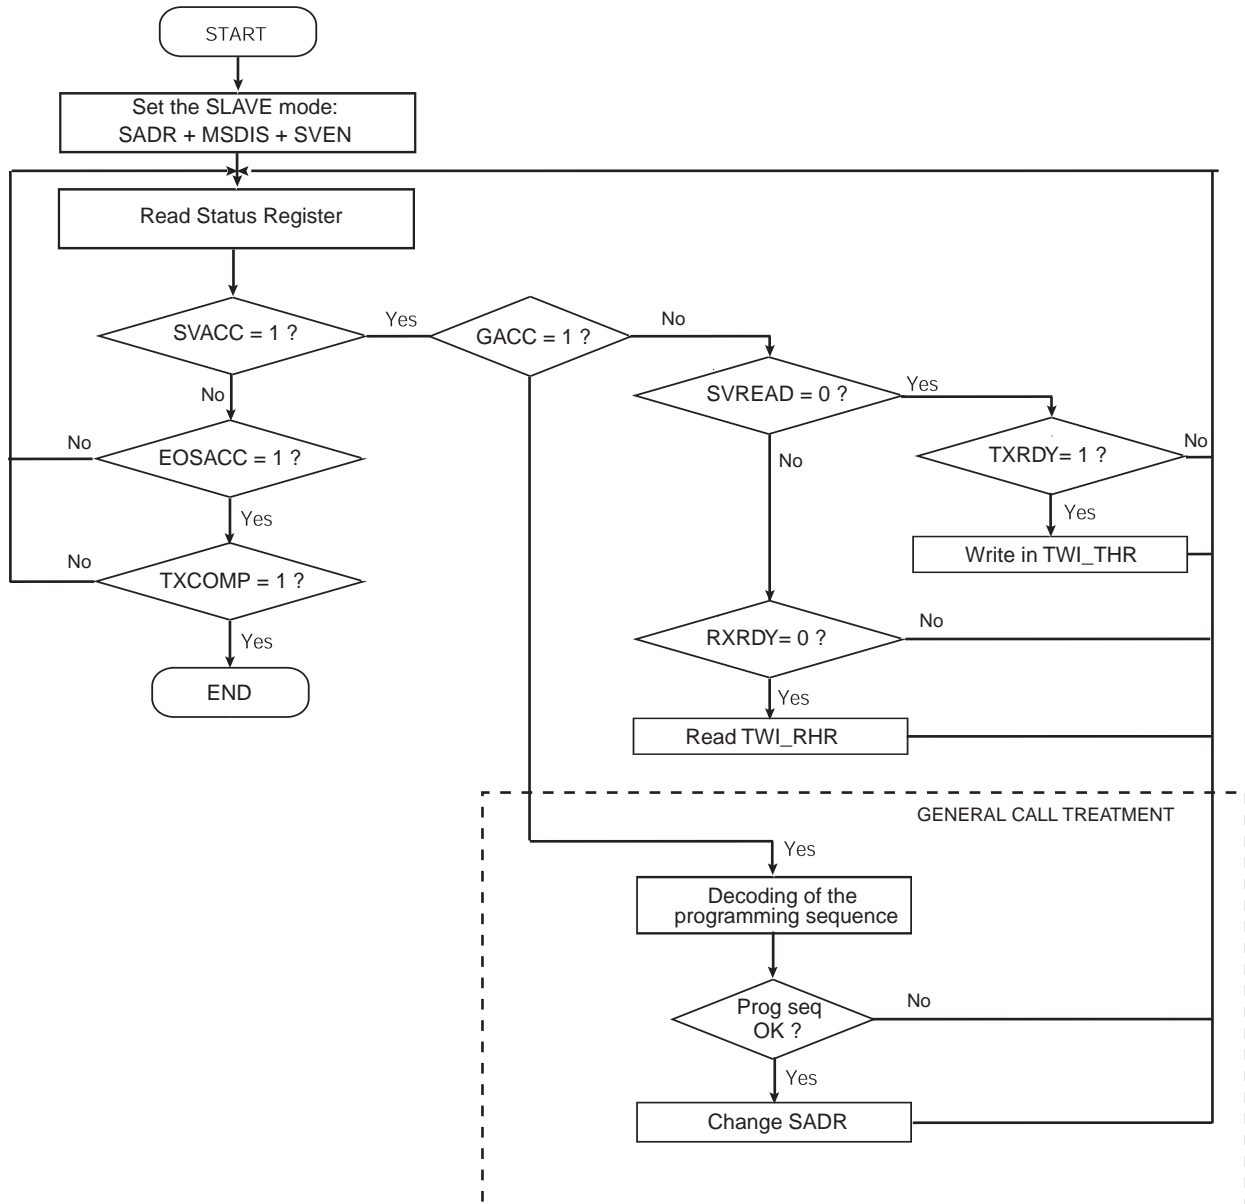 START
Set the SLAVE mode:
SADR + MSDIS + SVEN
Read Status Register
SVACC = 1 ?
Yes
GACC = 1 ?
No
SVREAD = 0 ?
Yes
No
EOSACC = 1 ?
No
No
TXRDY= 1 ?
No
Yes
Yes
Write in TWI_THR
No
TXCOMP = 1 ?
RXRDY= 0 ?
No
Yes
END
Yes
Read TWI_RHR
GENERAL CALL TREATMENT
Yes
Decoding of the
programming sequence
Prog seq
OK ?
No
Yes
Change SADR